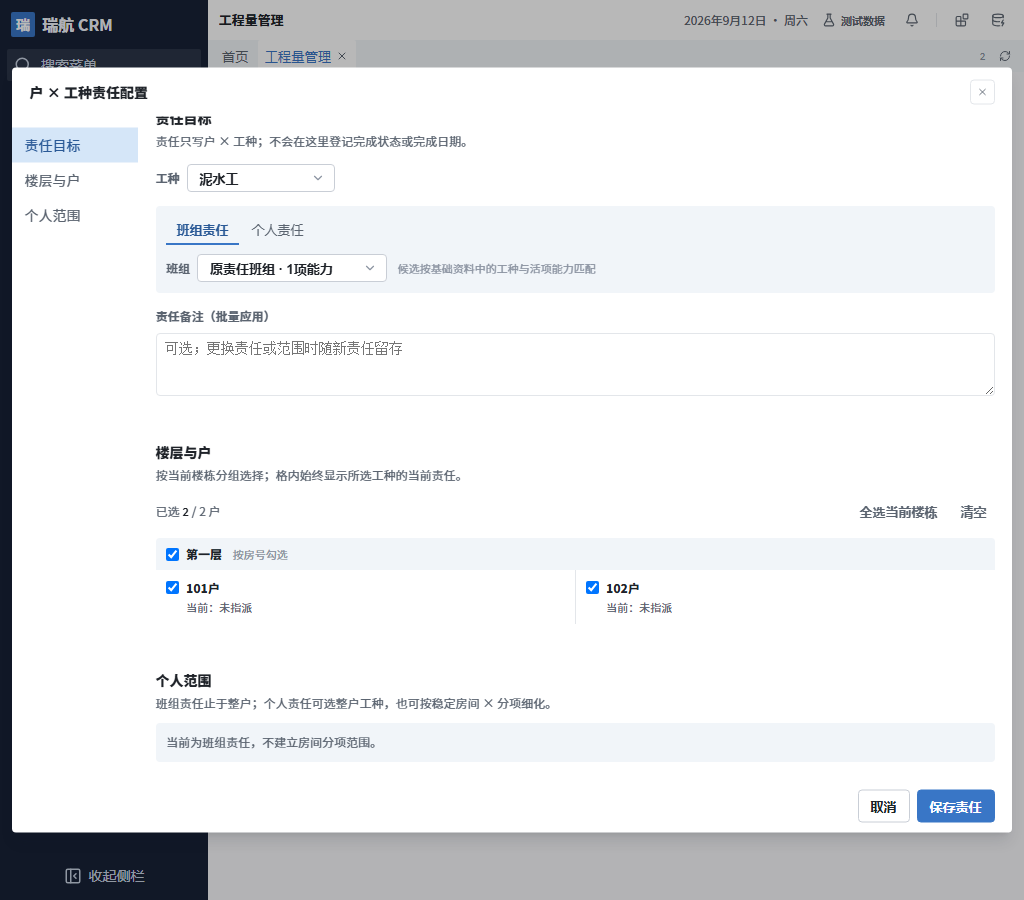 瑞 瑞航 CRM
工程量管理
2026年9月12日 · 周六 测试数据
搜索菜单
首页 工程量管理 ×
2
户 × 工种责任配置
×
责任目标
楼层与户
个人范围
责任目标
责任只写户 × 工种；不会在这里登记完成状态或完成日期。
工种 泥水工
班组责任 个人责任
班组 原责任班组 · 1项能力 候选按基础资料中的工种与活项能力匹配
责任备注（批量应用）
可选；更换责任或范围时随新责任留存
楼层与户
按当前楼栋分组选择；格内始终显示所选工种的当前责任。
已选 2 / 2 户 全选当前楼栋 清空
第一层 按房号勾选
101户 102户
当前：未指派 当前：未指派
个人范围
班组责任止于整户；个人责任可选整户工种，也可按稳定房间 × 分项细化。
当前为班组责任，不建立房间分项范围。
取消 保存责任
收起侧栏